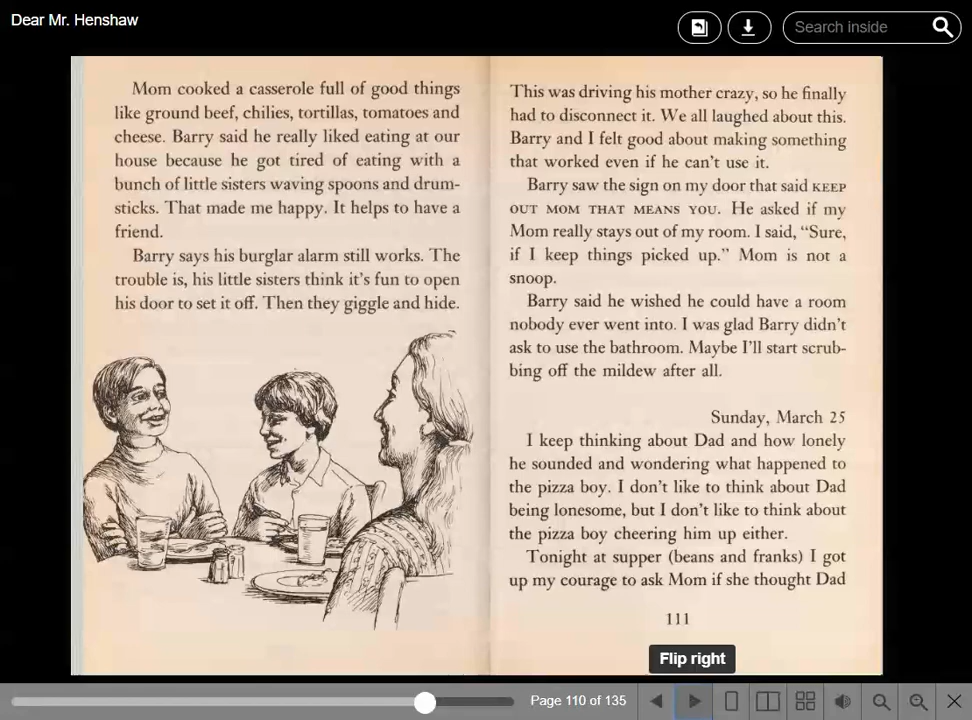 Dear Mr. Henshaw
Search inside
Mom cooked a casserole full of good things
like ground beef, chilies, tortillas, tomatoes and
cheese. Barry said he really liked eating at our
house because he got tired of eating with a
bunch of little sisters waving spoons and drum-
sticks. That made me happy. It helps to have a
friend.
Barry says his burglar alarm still works. The
trouble is, his little sisters think it's fun to open
his door to set it off. Then they giggle and hide.
This was driving his mother crazy, so he finally
had to disconnect it. We all laughed about this.
Barry and I felt good about making something
that worked even if he can't use it.
Barry saw the sign on my door that said KEEP
OUT MOM THAT MEANS YOU. He asked if my
Mom really stays out of my room. I said, "Sure,
if I keep things picked up." Mom is not a
snoop.
Barry said he wished he could have a room
nobody ever went into. I was glad Barry didn't
ask to use the bathroom. Maybe I'll start scrub-
bing off the mildew after all.
Sunday, March 25
I keep thinking about Dad and how lonely
he sounded and wondering what happened to
the pizza boy. I don't like to think about Dad
being lonesome, but I don't like to think about
the pizza boy cheering him up either.
Tonight at supper (beans and franks) I got
up my courage to ask Mom if she thought Dad
111
Flip right
Page 110 of 135